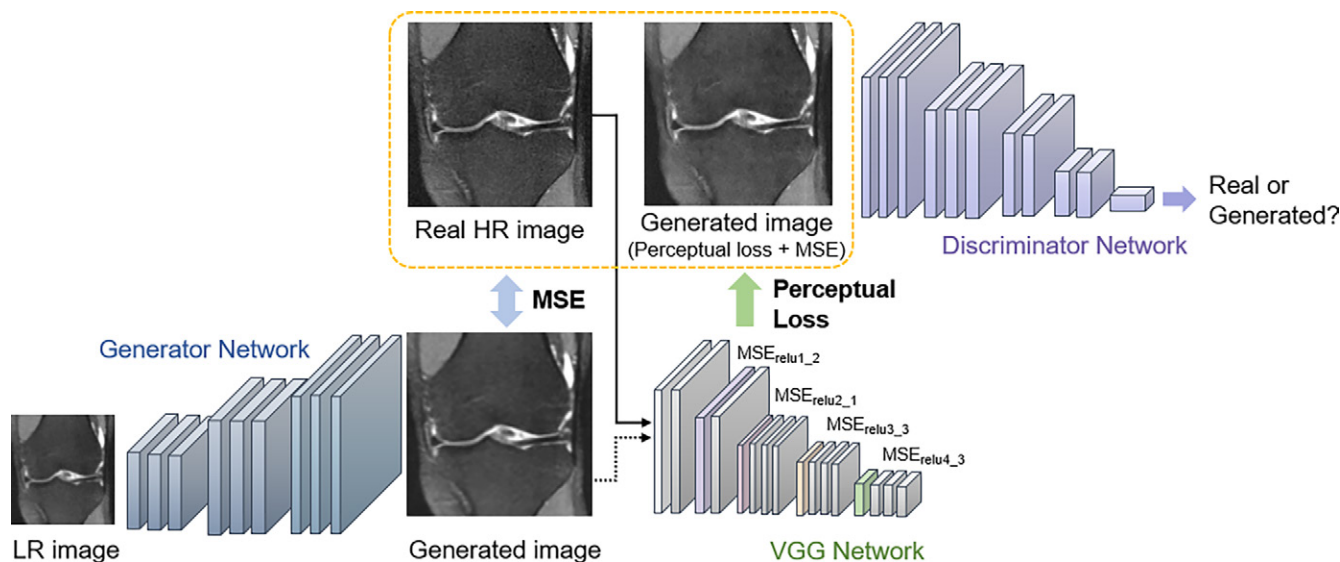 Real HR image
Generated image
(Perceptual loss + MSE)
Real or
Generated?
Discriminator Network
MSE
Perceptual
Loss
Generator Network
MSErelu1_2
MSErelu2_1
MSErelu3_3
MSErelu4_3
LR image
Generated image
VGG Network